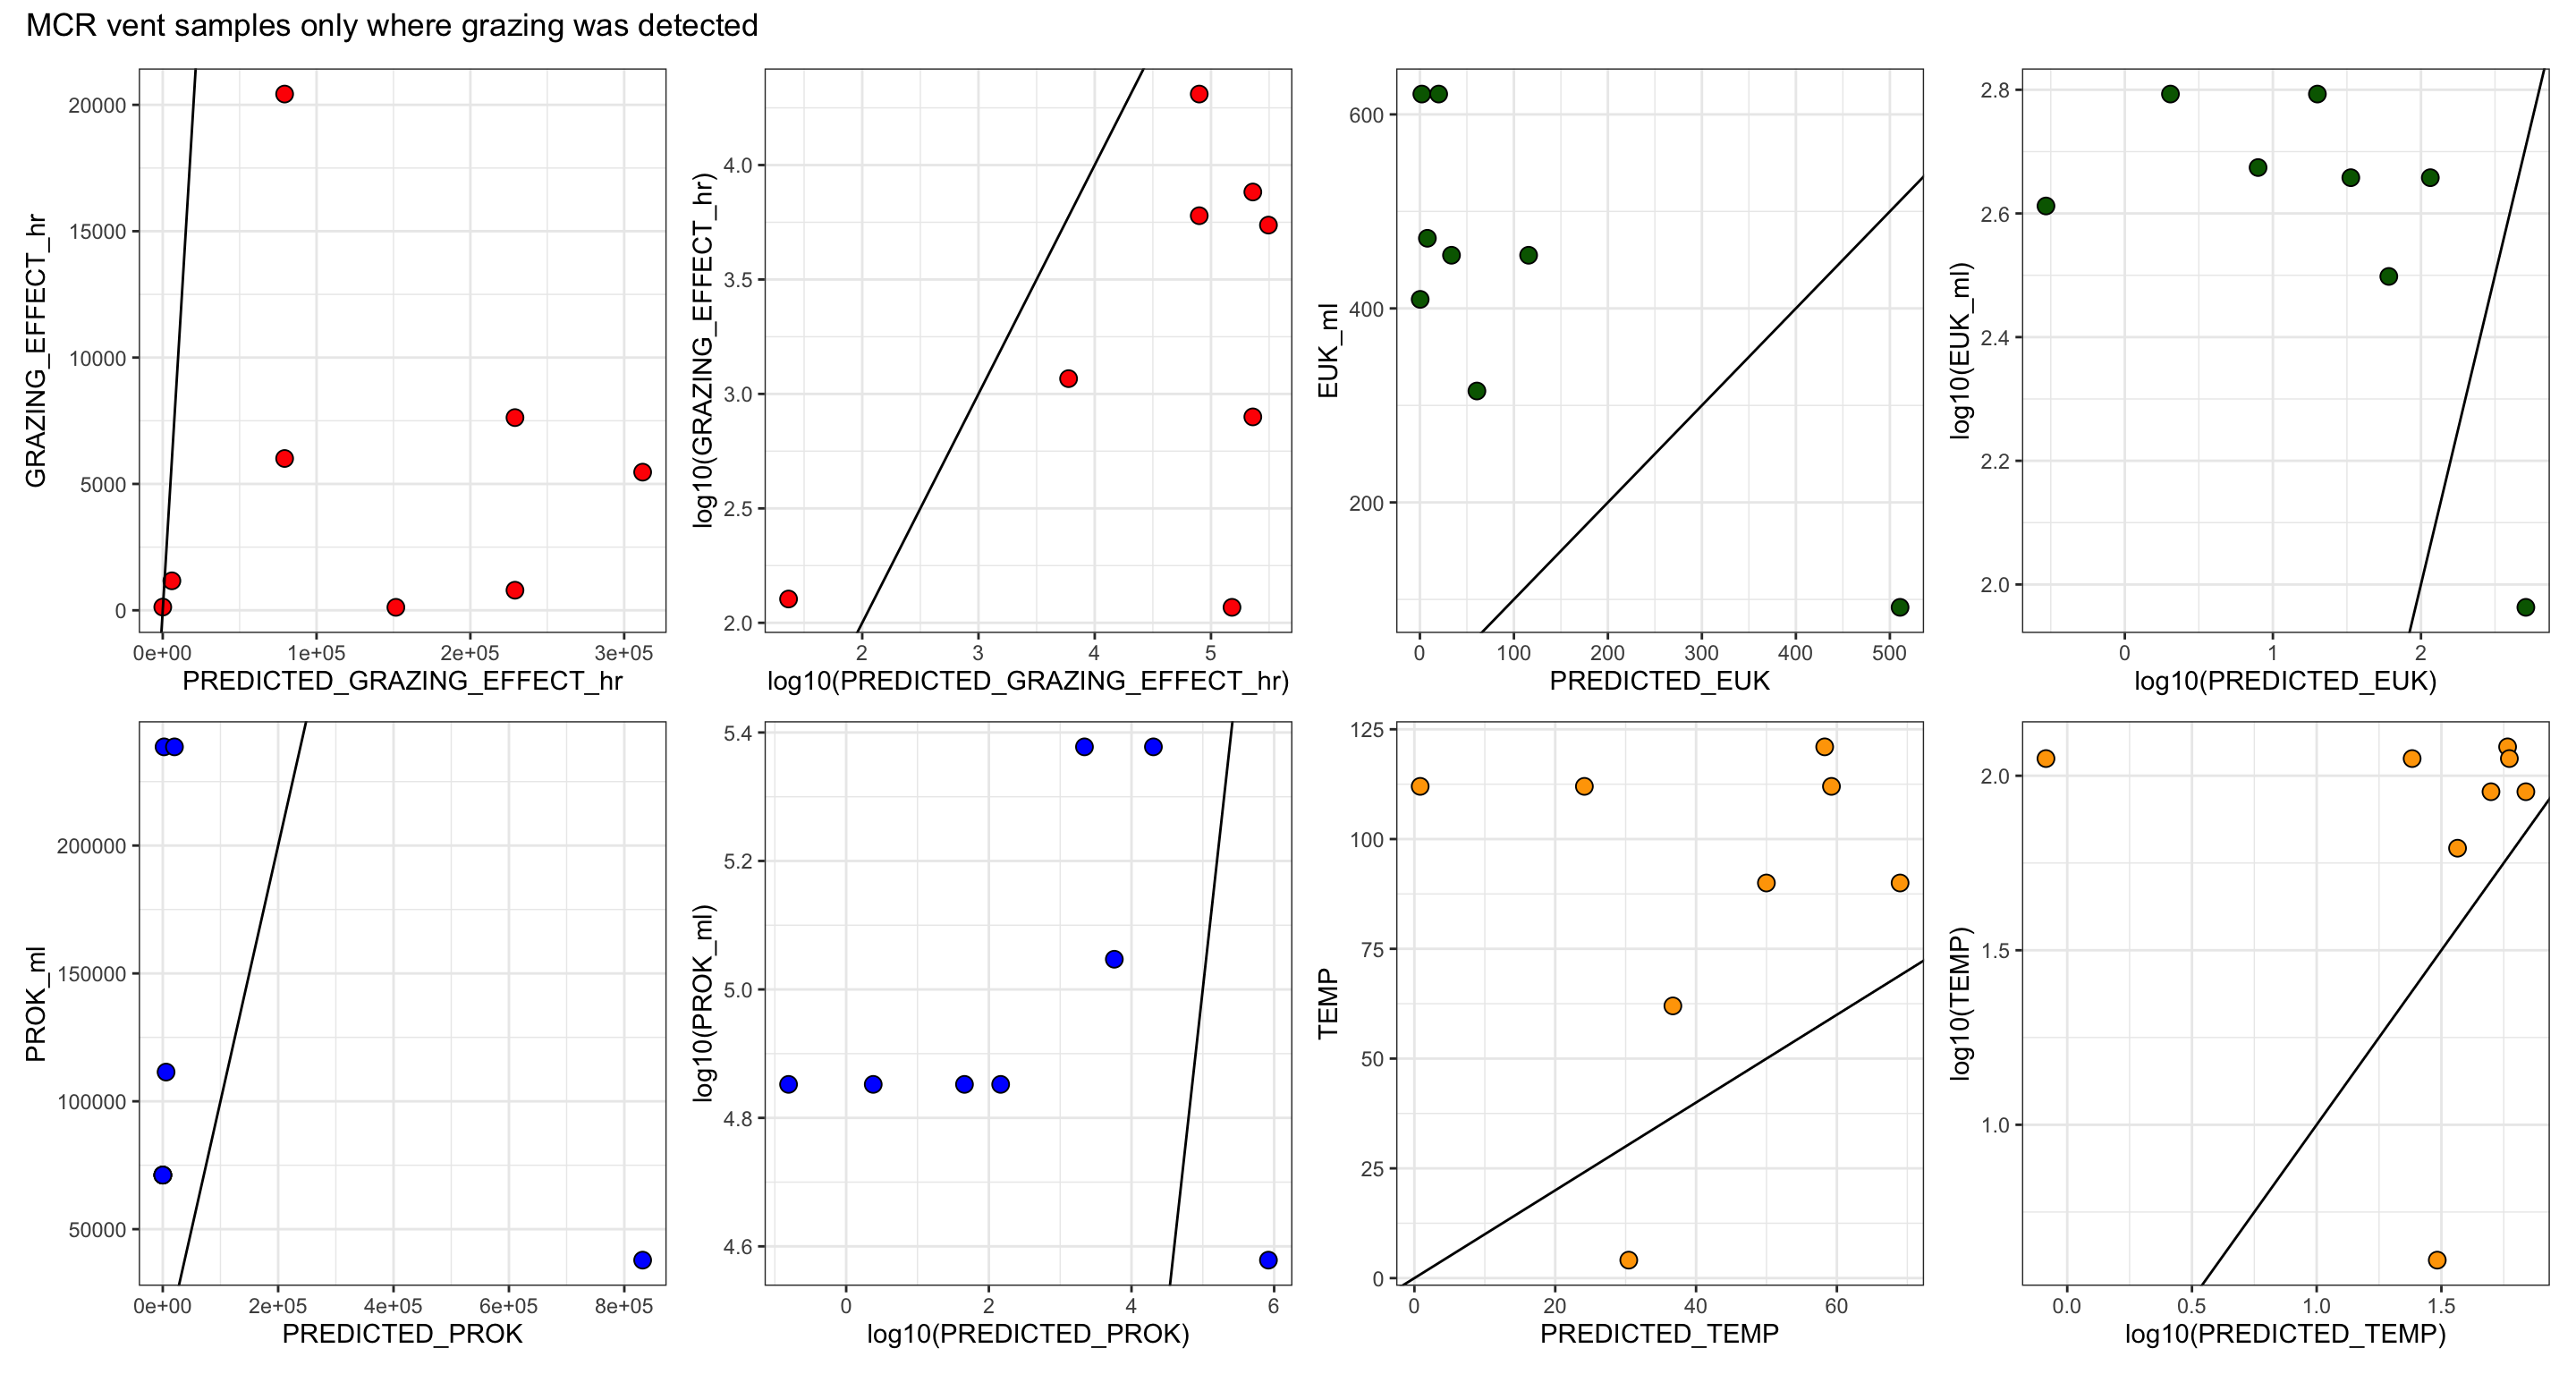 MCR vent samples only where grazing was detected
GRAZING_EFFECT_hr
20000
15000
10000
5000
0
0e+00 1e+05 2e+05 3e+05
PREDICTED_GRAZING_EFFECT_hr
log10(GRAZING_EFFECT_hr)
4.0
3.5
3.0
2.5
2.0
2 3 4 5
log10(PREDICTED_GRAZING_EFFECT_hr)
EUK_ml
600
400
200
0 100 200 300 400 500
PREDICTED_EUK
log10(EUK_ml)
2.8
2.6
2.4
2.2
2.0
0 1 2
log10(PREDICTED_EUK)
PROK_ml
200000
150000
100000
50000
0e+00 2e+05 4e+05 6e+05 8e+05
PREDICTED_PROK
log10(PROK_ml)
5.4
5.2
5.0
4.8
4.6
0 2 4 6
log10(PREDICTED_PROK)
TEMP
125
100
75
50
25
0
0 20 40 60
PREDICTED_TEMP
log10(TEMP)
2.0
1.5
1.0
0.0 0.5 1.0 1.5
log10(PREDICTED_TEMP)